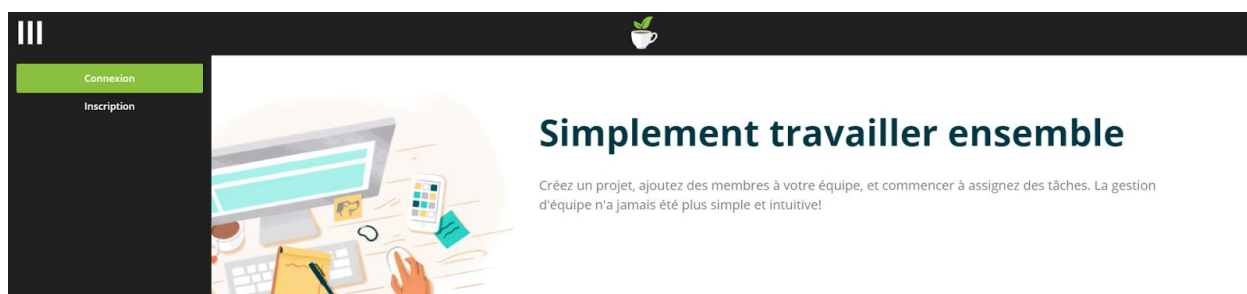 Connexion
Inscription
Simplement travailler ensemble
Créez un projet, ajoutez des membres à votre équipe, et commencer à assignez des tâches. La gestion
d'équipe n'a jamais été plus simple et intuitive!